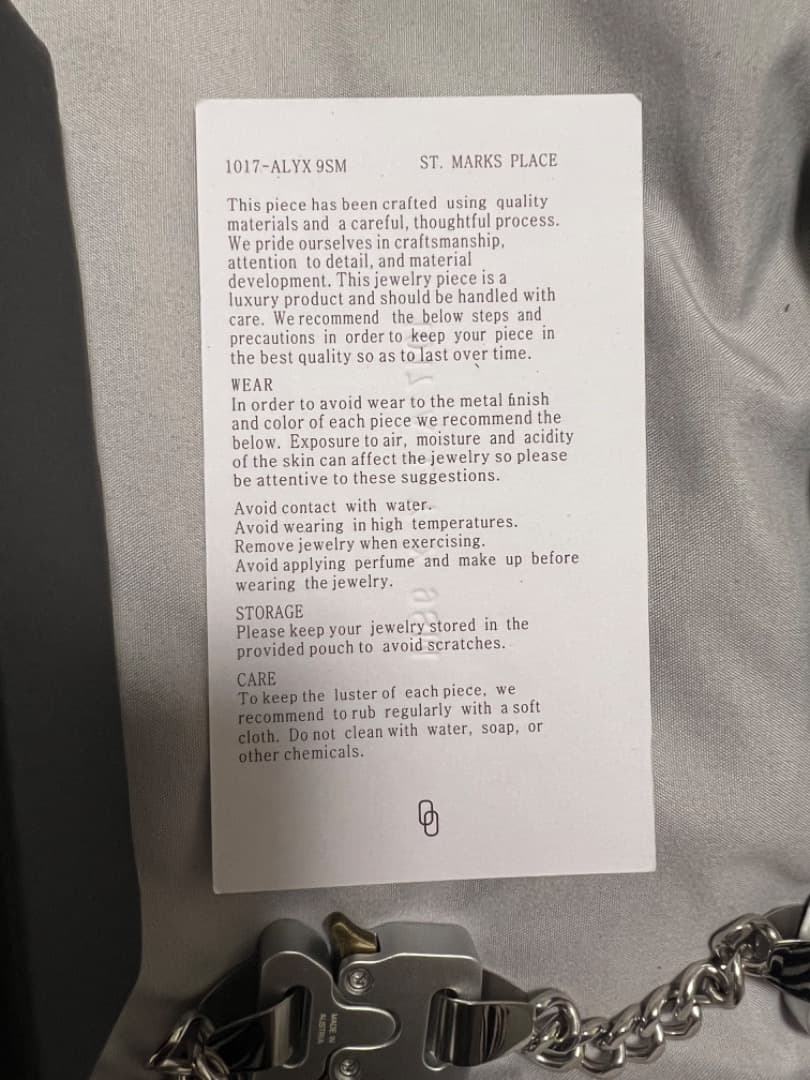 1017-ALYX 9SM ST. MARKS PLACE
This piece has been crafted using quality
materials and a careful, thoughtful process.
We pride ourselves in craftsmanship,
attention to detail, and material
development. This jewelry piece is a
luxury product and should be handled with
care. We recommend the below steps and
precautions in order to keep your piece in
the best quality so as to last over time.
WEAR
In order to avoid wear to the metal finish
and color of each piece we recommend the
below. Exposure to air, moisture and acidity
of the skin can affect the jewelry so please
be attentive to these suggestions.
Avoid contact with water.
Avoid wearing in high temperatures.
Remove jewelry when exercising.
Avoid applying perfume and make up before
wearing the jewelry.
STORAGE
Please keep your jewelry stored in the
provided pouch to avoid scratches.
CARE
To keep the luster of each piece, we
recommend to rub regularly with a soft
cloth. Do not clean with water, soap, or
other chemicals.
MADE IN
AUSTRIA